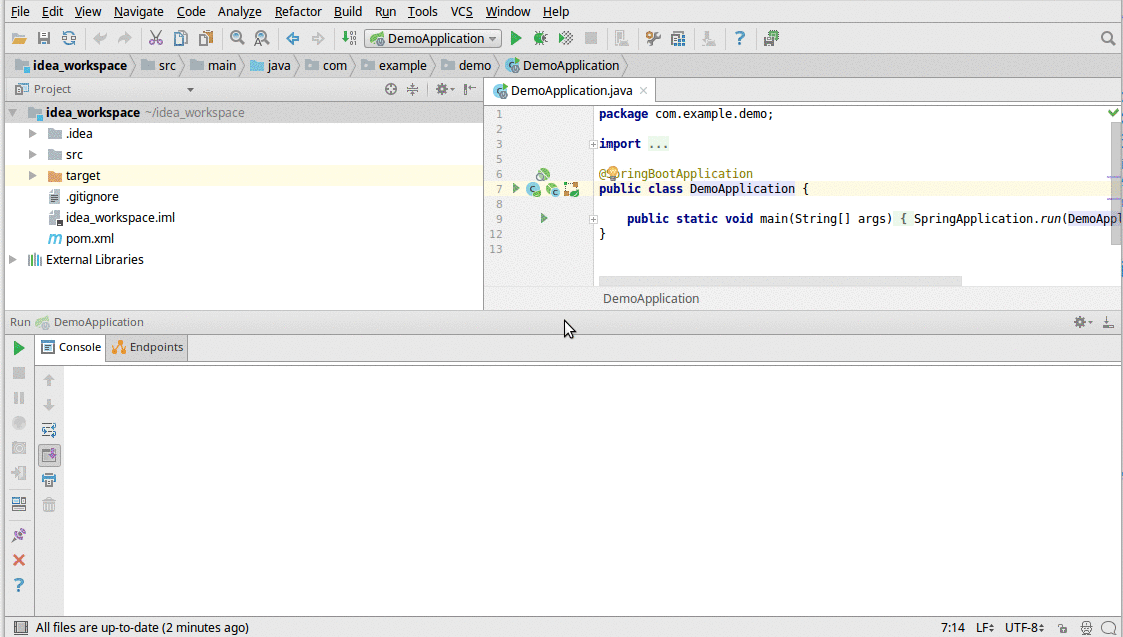 File Edit View Navigate Code Analyze Refactor Build Run Tools VCS Window Help
DemoApplication
idea_workspace src main java com example demo DemoApplication
Project
DemoApplication.java
idea_workspace ~/idea_workspace
.idea
src
target
.gitignore
idea_workspace.iml
pom.xml
External Libraries
1 package com.example.demo;
2
3 import ...
5
6 @SpringBootApplication
7 public class DemoApplication {
8
9 public static void main(String[] args) { SpringApplication.run(DemoAppl
12 }
13
DemoApplication
Run DemoApplication
Console Endpoints
All files are up-to-date (2 minutes ago)
7:14 LF UTF-8